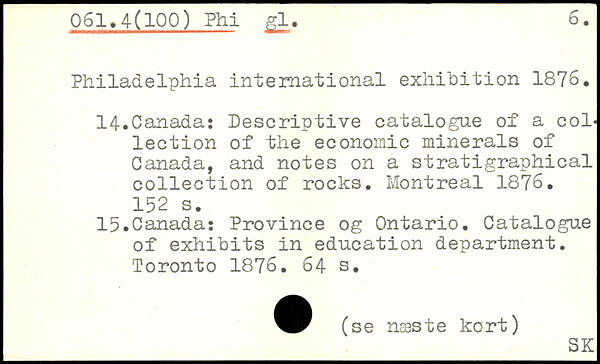 061.4(100) Phi gl. 6.
Philadelphia international exhibition 1876.
14.Canada: Descriptive catalogue of a col-
lection of the economic minerals of
Canada, and notes on a stratigraphical
collection of rocks. Montreal 1876.
152 s.
15.Canada: Province og Ontario. Catalogue
of exhibits in education department.
Toronto 1876. 64 s.
(se næste kort)
SK